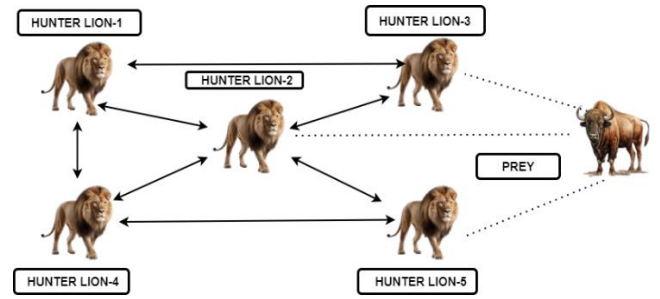 HUNTER LION-1
HUNTER LION-3
HUNTER LION-2
PREY
HUNTER LION-4
HUNTER LION-5